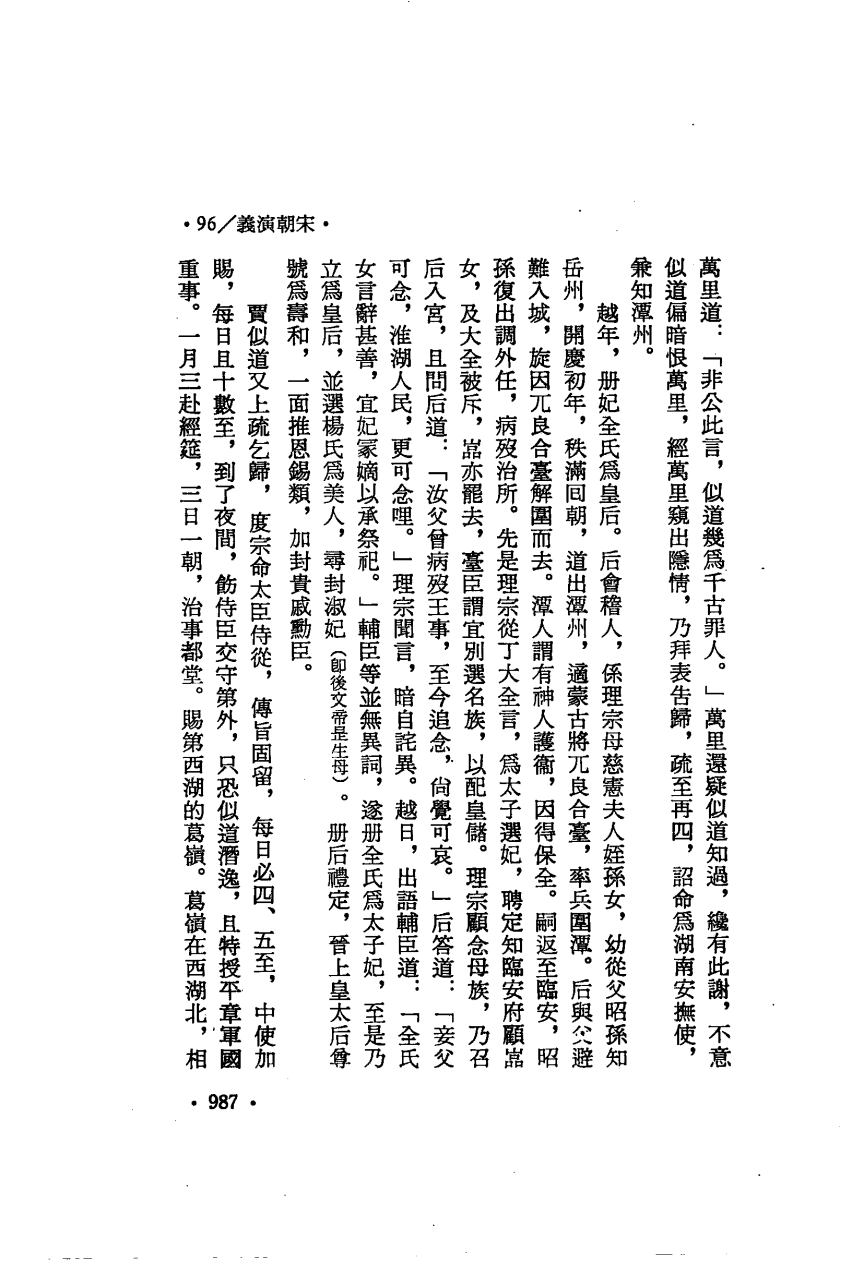 ·96／義演朝宋·
萬里道：「非公此言，似道幾爲千古罪人。」萬里還疑似道知過，纔有此謝，不意
似道偏暗恨萬里，經萬里窺出隱情，乃拜表告歸，疏至再四，詔命爲湖南安撫使，
兼知潭州。
越年，册妃全氏爲皇后。后會稽人，係理宗母慈憲夫人姪孫女，幼從父昭孫知
岳州，開慶初年，秩滿回朝，道出潭州，適蒙古將兀良合臺，率兵圍潭。后與父避
難入城，旋因兀良合臺解圍而去。潭人謂有神人護衞，因得保全。嗣返至臨安，昭
孫復出調外任，病歿治所。先是理宗從丁大全言，爲太子選妃，聘定知臨安府顧嵓
女，及大全被斥，嵓亦罷去，臺臣謂宜別選名族，以配皇儲。理宗顧念母族，乃召
后入宮，且問后道：「汝父曾病歿王事，至今追念，尙覺可哀。」后答道：「妾父
可念，淮湖人民，更可念哩。」理宗聞言，暗自詫異。越日，出語輔臣道：「全氏
女言辭甚善，宜妃冢嫡以承祭祀。」輔臣等並無異詞，遂册全氏爲太子妃，至是乃
立爲皇后，並選楊氏爲美人，尋封淑妃（卽後文帝昰生母）。册后禮定，晉上皇太后尊
號爲壽和，一面推恩錫類，加封貴戚勳臣。
賈似道又上疏乞歸，度宗命大臣侍從，傳旨固留，每日必四、五至，中使加
賜，每日且十數至，到了夜間，飭侍臣交守第外，只恐似道潛逸，且特授平章軍國
重事。一月三赴經筵，三日一朝，治事都堂。賜第西湖的葛嶺。葛嶺在西湖北，相
·987·